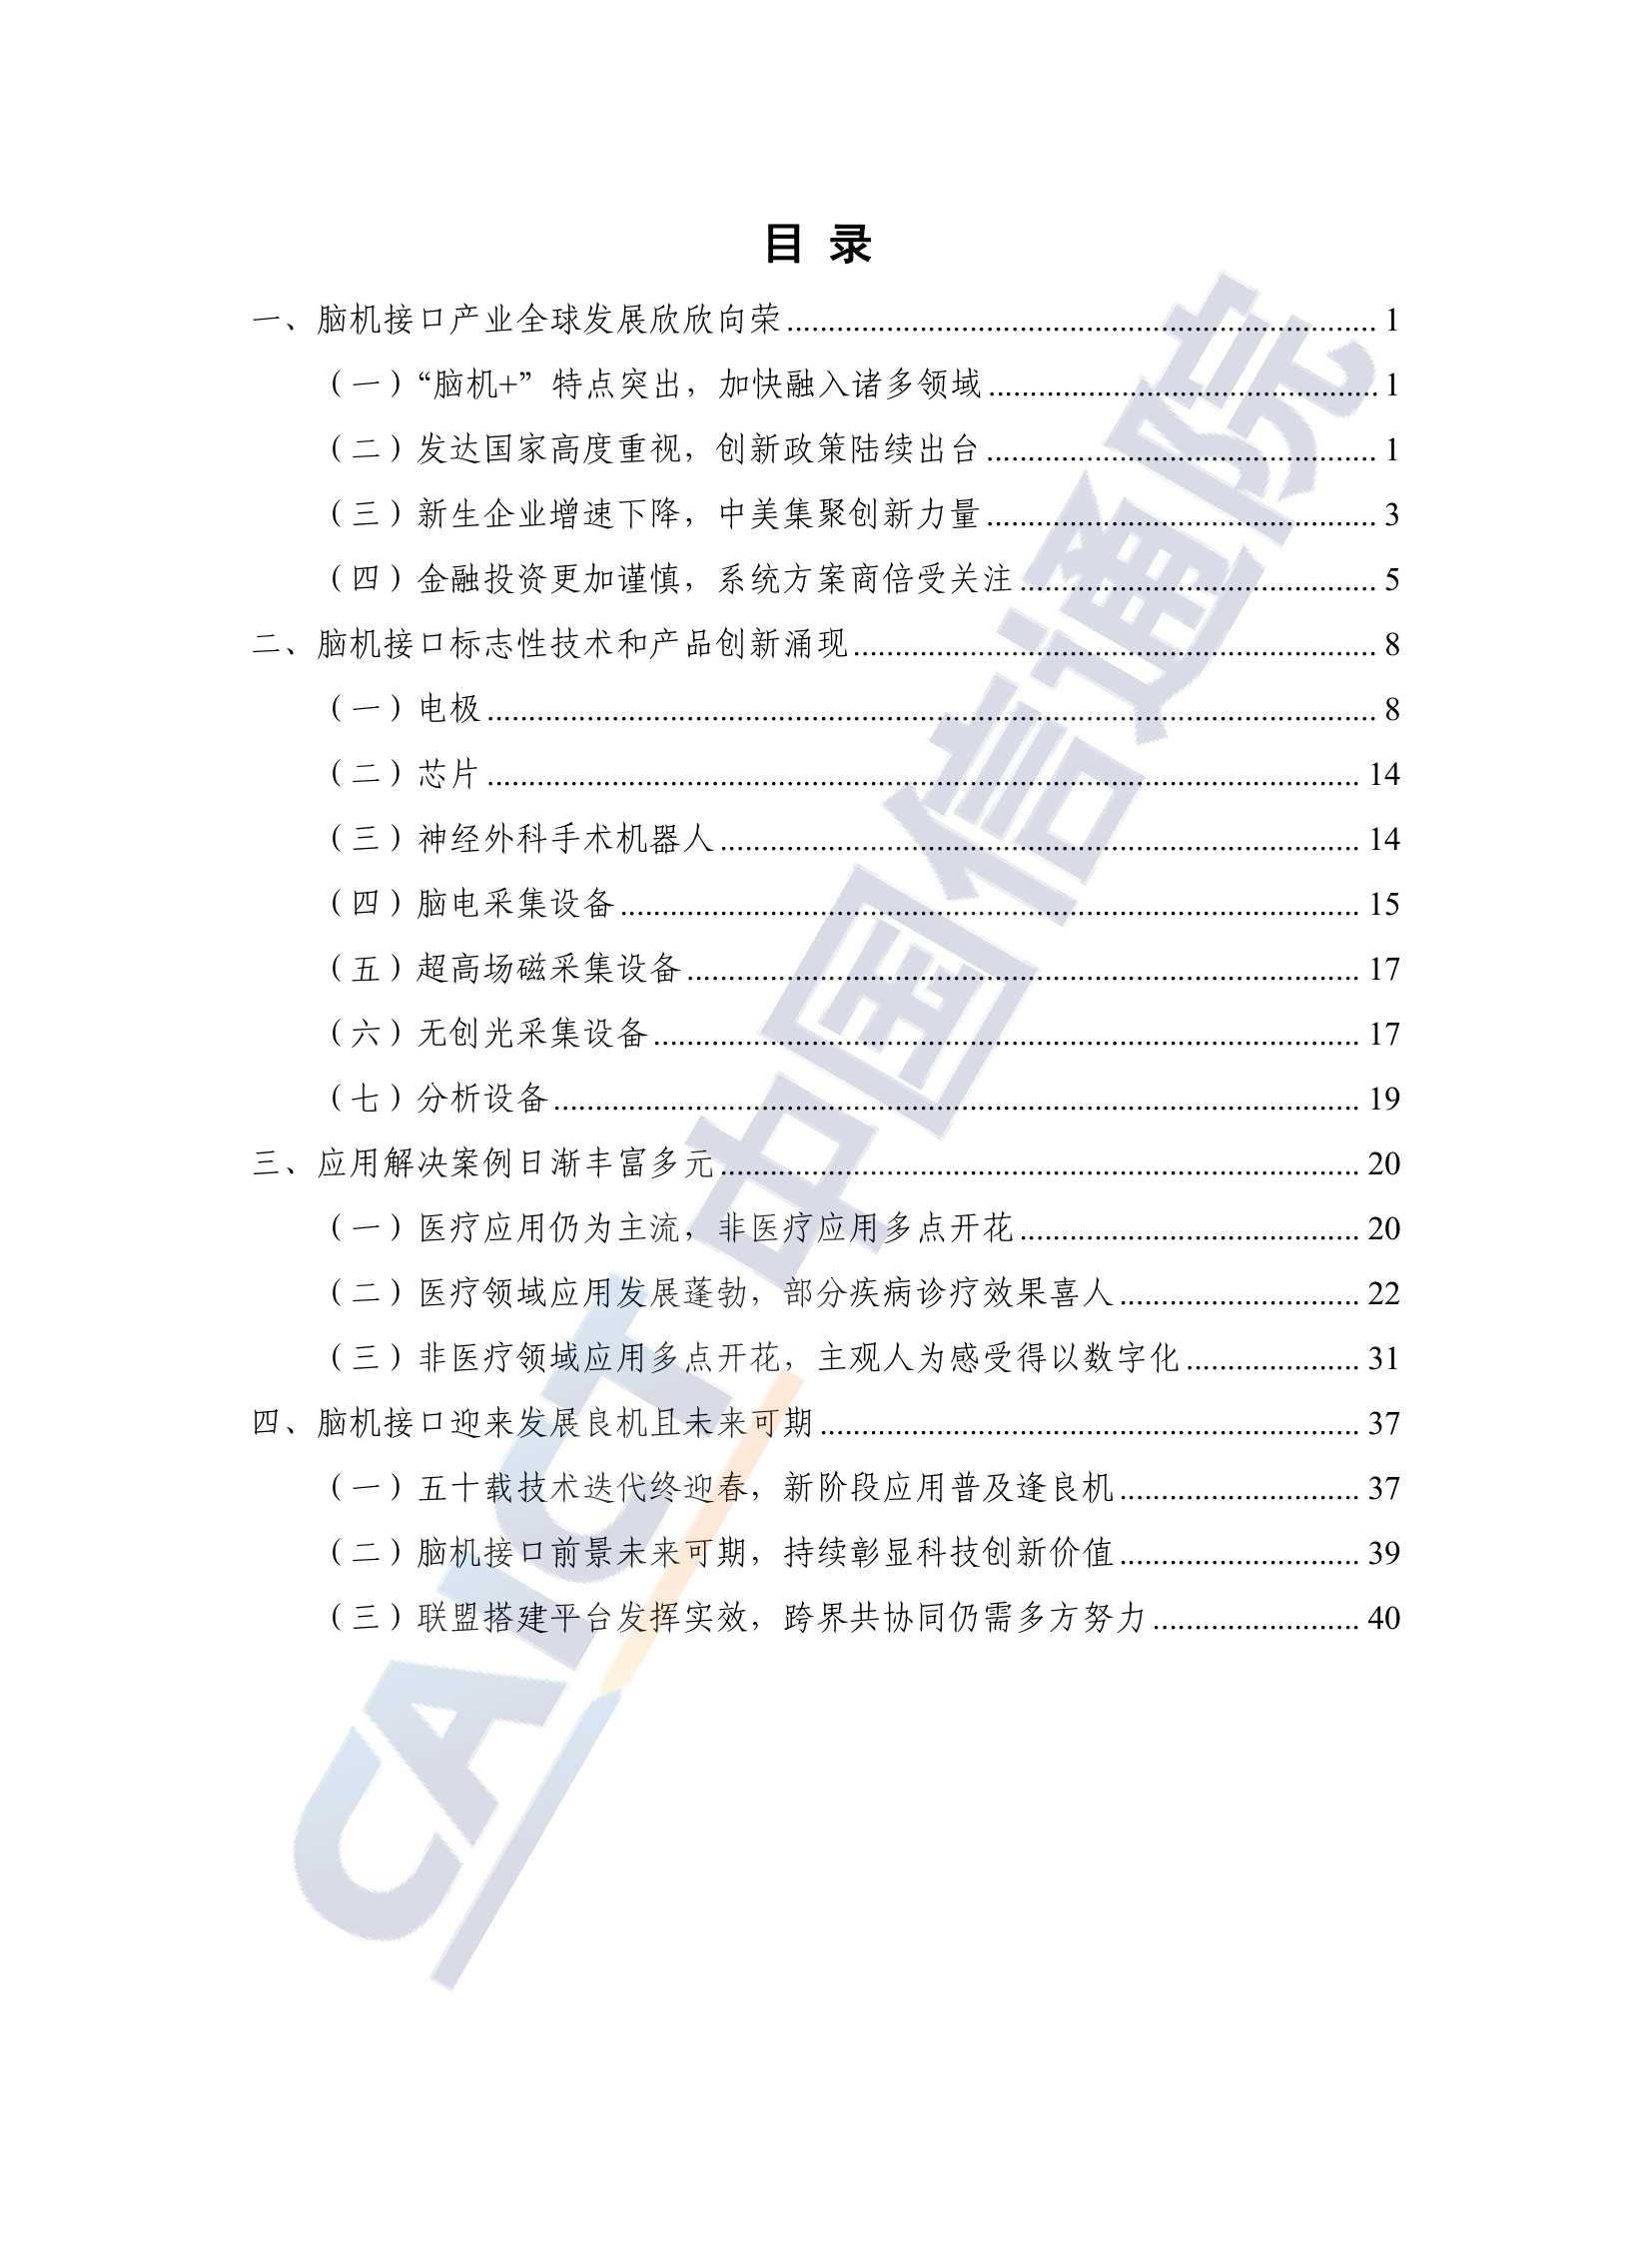 目 录
一、脑机接口产业全球发展欣欣向荣........................................................................ 1
（一）“脑机+”特点突出，加快融入诸多领域............................................... 1
（二）发达国家高度重视，创新政策陆续出台................................................ 1
（三）新生企业增速下降，中美集聚创新力量................................................ 3
（四）金融投资更加谨慎，系统方案商倍受关注............................................ 5
二、脑机接口标志性技术和产品创新涌现................................................................ 8
（一）电极............................................................................................................ 8
（二）芯片.......................................................................................................... 14
（三）神经外科手术机器人.............................................................................. 14
（四）脑电采集设备.......................................................................................... 15
（五）超高场磁采集设备.................................................................................. 17
（六）无创光采集设备...................................................................................... 17
（七）分析设备.................................................................................................. 19
三、应用解决案例日渐丰富多元.............................................................................. 20
（一）医疗应用仍为主流，非医疗应用多点开花.......................................... 20
（二）医疗领域应用发展蓬勃，部分疾病诊疗效果喜人.............................. 22
（三）非医疗领域应用多点开花，主观人为感受得以数字化...................... 31
四、脑机接口迎来发展良机且未来可期.................................................................. 37
（一）五十载技术迭代终迎春，新阶段应用普及逢良机.............................. 37
（二）脑机接口前景未来可期，持续彰显科技创新价值.............................. 39
（三）联盟搭建平台发挥实效，跨界共协同仍需多方努力.......................... 40
CAICT 中国信通院